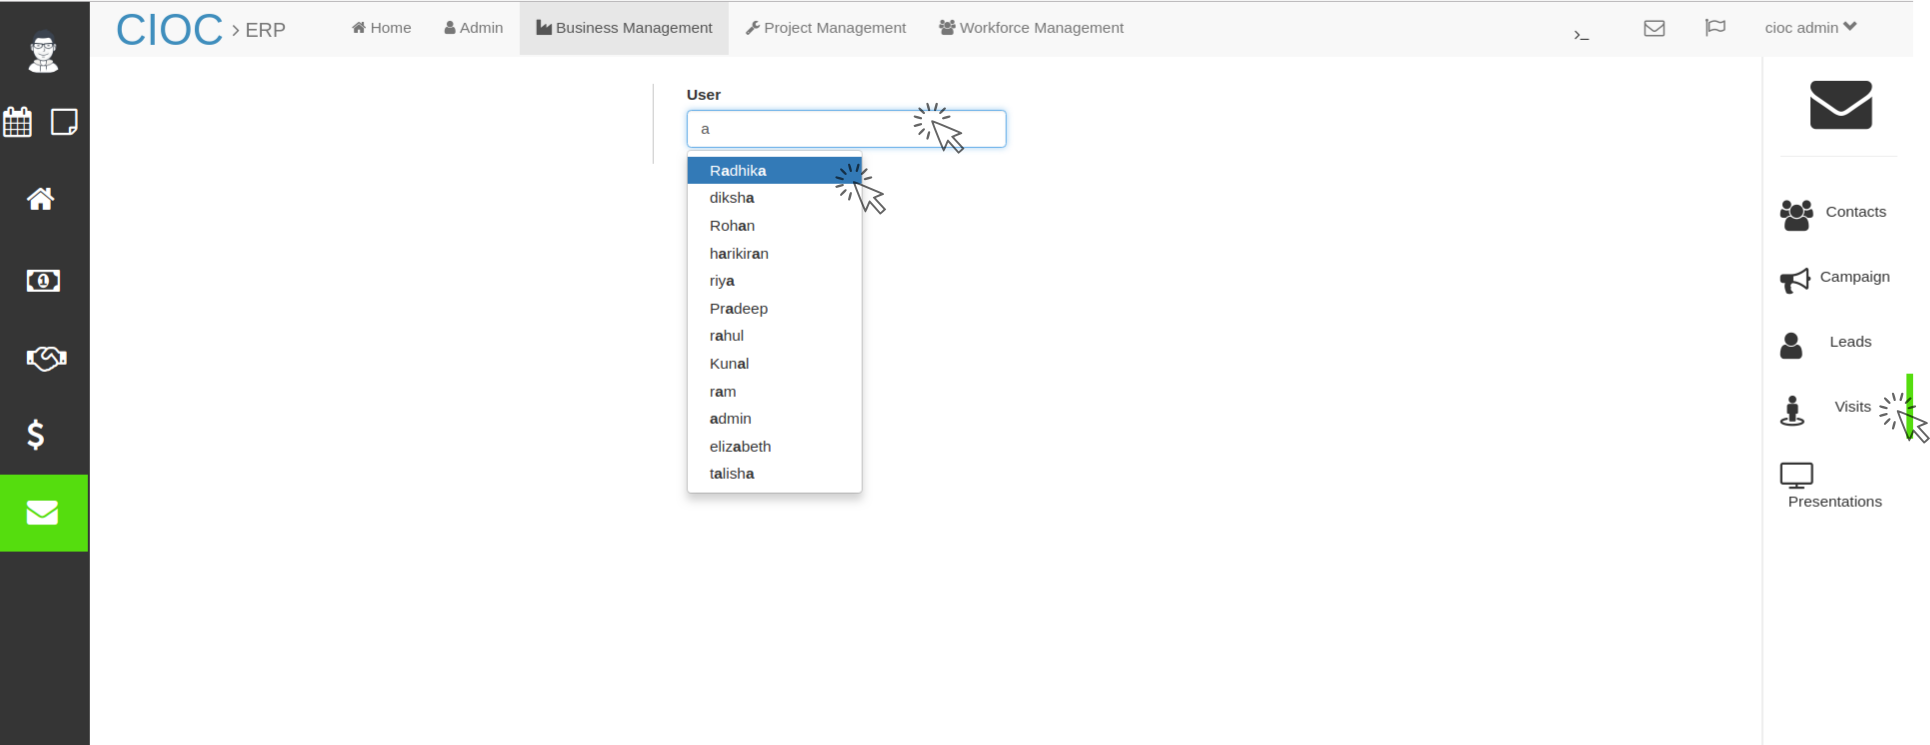 CIOC > ERP Home Admin Business Management Project Management Workforce Management >_ cioc admin
User
a
Radhika
diksha
Rohan
harikiran
riya
Pradeep
rahul
Kunal
ram
admin
elizabeth
talisha
Contacts
Campaign
Leads
Visits
Presentations